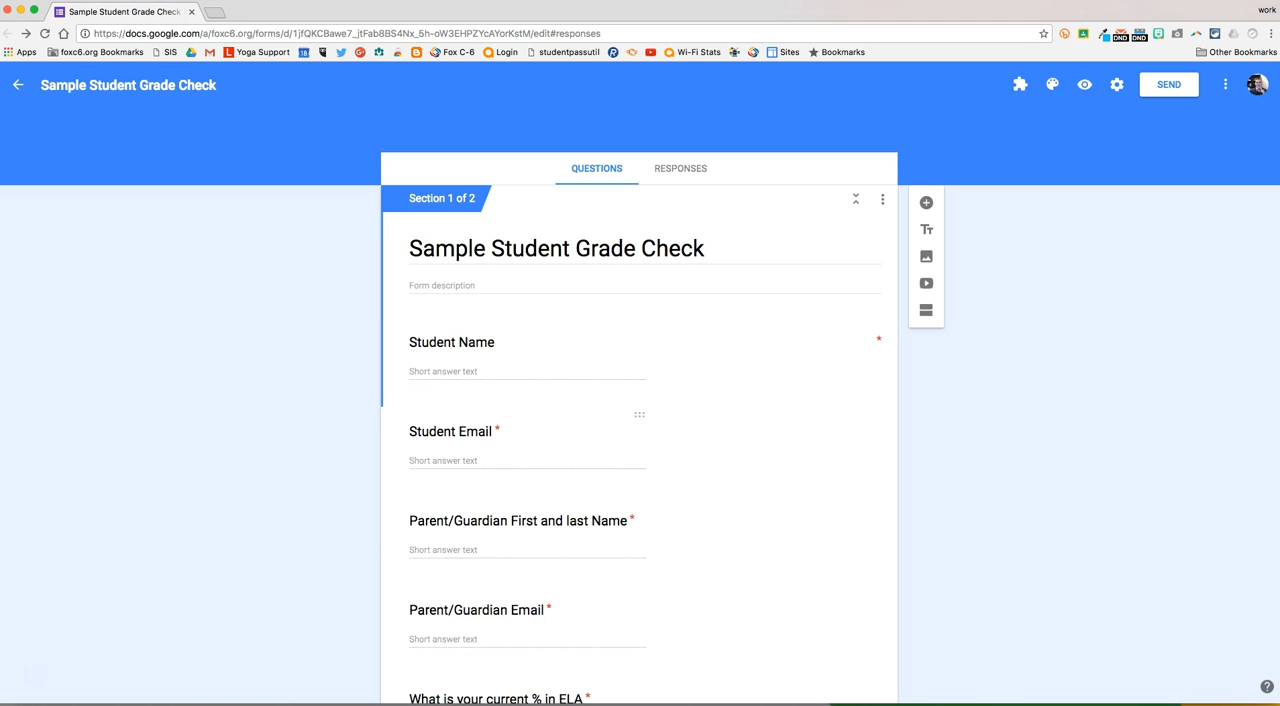 Sample Student Grade Check
work
https://docs.google.com/a/foxc6.org/forms/d/1jfQKCBawe7_jtFab8BS4Nx_5h-oW3EHPZYcAYorKstM/edit#responses
DND DND
Apps foxc6.org Bookmarks SIS Yoga Support 18 Fox C-6 Login studentpassutil Wi-Fi Stats Sites Bookmarks Other Bookmarks
Sample Student Grade Check
SEND
QUESTIONS RESPONSES
Section 1 of 2
Sample Student Grade Check
Form description
Student Name *
Short answer text
Student Email *
Short answer text
Parent/Guardian First and last Name *
Short answer text
Parent/Guardian Email *
Short answer text
What is your current % in ELA *